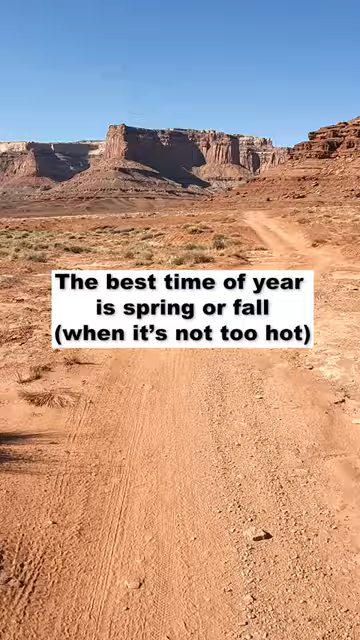 The best time of year
is spring or fall
(when it's not too hot)